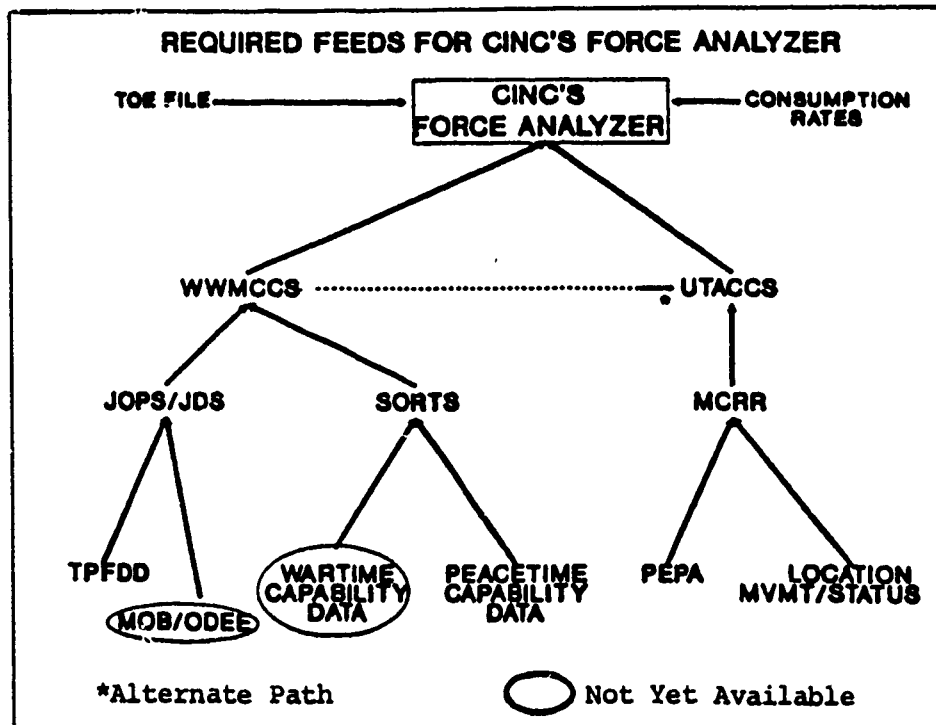 REQUIRED FEEDS FOR CINC'S FORCE ANALYZER
TOE FILE
CINC'S
FORCE ANALYZER
CONSUMPTION
RATES
WWMCCS
*
UTACCS
JOPS/JDS
SORTS
MCRR
TPFDD
MOB/ODEE
WARTIME
CAPABILITY
DATA
PEACETIME
CAPABILITY
DATA
PEPA
LOCATION
MVMT/STATUS
*Alternate Path
Not Yet Available